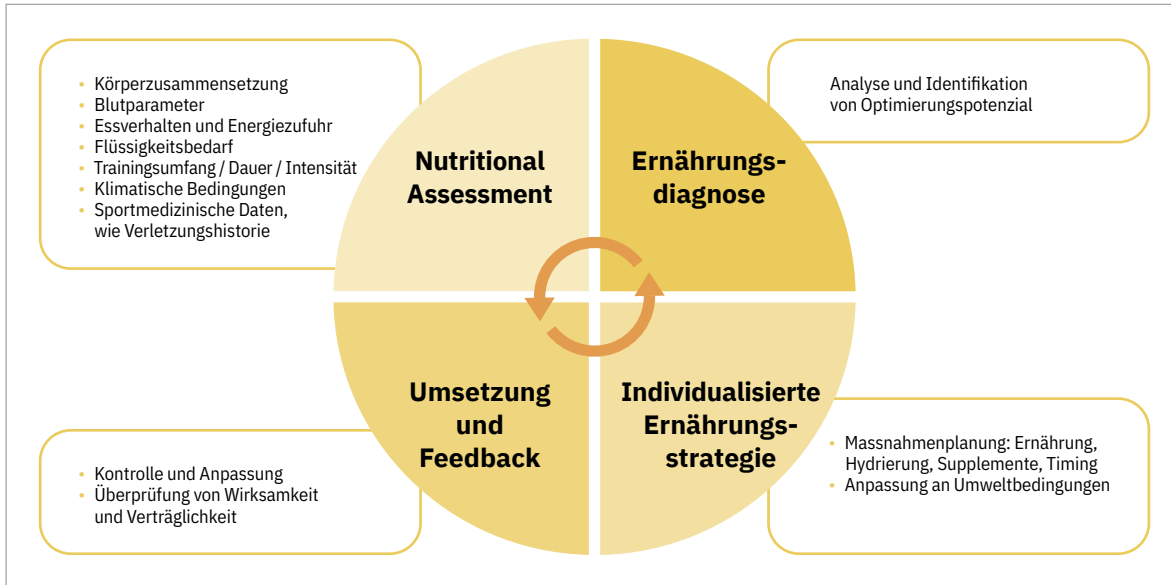 • Körperzusammensetzung
• Blutparameter
• Essverhalten und Energiezufuhr
• Flüssigkeitsbedarf
• Trainingsumfang / Dauer / Intensität
• Klimatische Bedingungen
• Sportmedizinische Daten,
wie Verletzungshistorie
Nutritional
Assessment
Ernährungs-
diagnose
Analyse und Identifikation
von Optimierungspotenzial
Individualisierte
Ernährungs-
strategie
• Massnahmenplanung: Ernährung,
Hydrierung, Supplemente, Timing
• Anpassung an Umweltbedingungen
Umsetzung
und
Feedback
• Kontrolle und Anpassung
• Überprüfung von Wirksamkeit
und Verträglichkeit